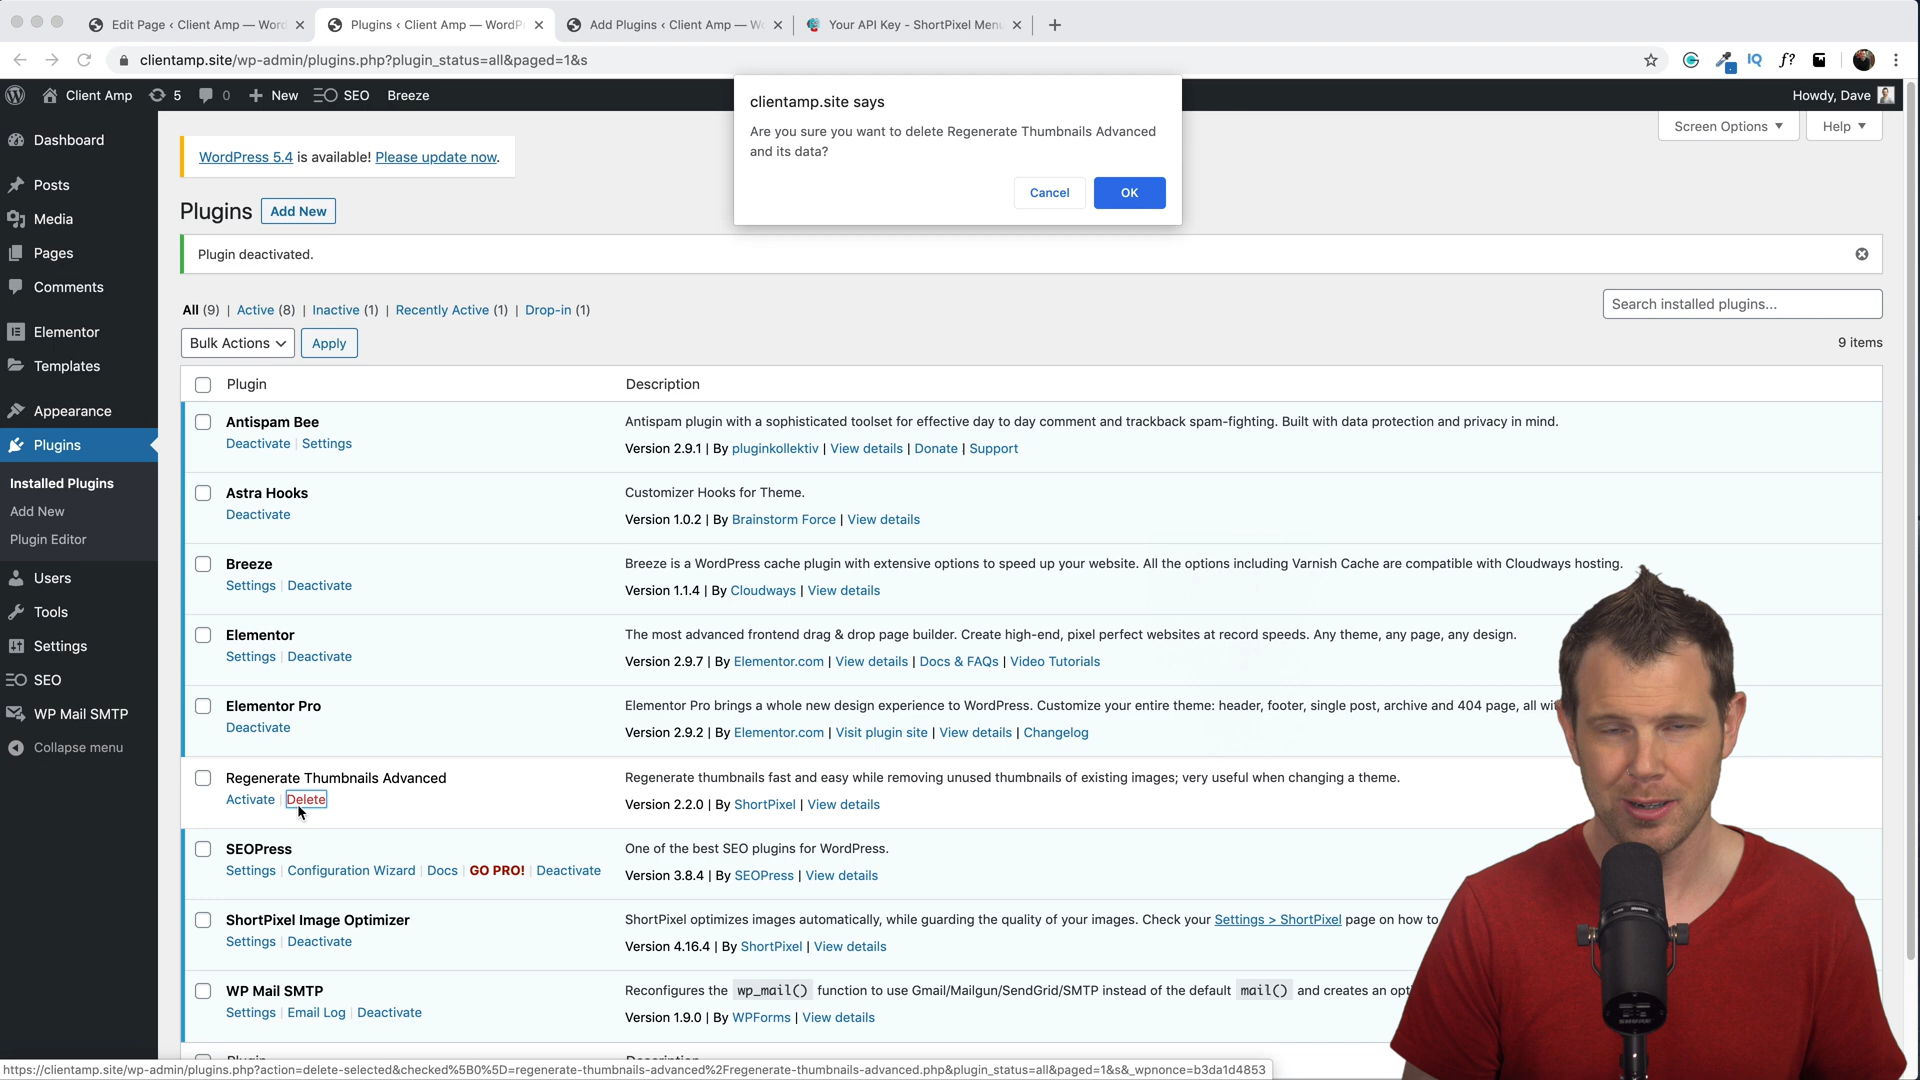 Edit Page ‹ Client Amp — Word
Plugins ‹ Client Amp — WordP
Add Plugins ‹ Client Amp — Wo
Your API Key - ShortPixel Menu
clientamp.site/wp-admin/plugins.php?plugin_status=all&paged=1&s
IQ
f?
Client Amp
5
0
New
SEO
Breeze
Howdy, Dave
clientamp.site says
Are you sure you want to delete Regenerate Thumbnails Advanced
and its data?
Cancel
OK
Screen Options
Help
Dashboard
Posts
Media
Pages
Comments
Elementor
Templates
Appearance
Plugins
Installed Plugins
Add New
Plugin Editor
Users
Tools
Settings
SEO
WP Mail SMTP
Collapse menu
WordPress 5.4 is available! Please update now.
Plugins
Add New
Plugin deactivated.
All (9) | Active (8) | Inactive (1) | Recently Active (1) | Drop-in (1)
Search installed plugins...
Bulk Actions
Apply
9 items
Plugin
Description
Antispam Bee
Deactivate | Settings
Antispam plugin with a sophisticated toolset for effective day to day comment and trackback spam-fighting. Built with data protection and privacy in mind.
Version 2.9.1 | By pluginkollektiv | View details | Donate | Support
Astra Hooks
Deactivate
Customizer Hooks for Theme.
Version 1.0.2 | By Brainstorm Force | View details
Breeze
Settings | Deactivate
Breeze is a WordPress cache plugin with extensive options to speed up your website. All the options including Varnish Cache are compatible with Cloudways hosting.
Version 1.1.4 | By Cloudways | View details
Elementor
Settings | Deactivate
The most advanced frontend drag & drop page builder. Create high-end, pixel perfect websites at record speeds. Any theme, any page, any design.
Version 2.9.7 | By Elementor.com | View details | Docs & FAQs | Video Tutorials
Elementor Pro
Deactivate
Elementor Pro brings a whole new design experience to WordPress. Customize your entire theme: header, footer, single post, archive and 404 page, all wi
Version 2.9.2 | By Elementor.com | Visit plugin site | View details | Changelog
Regenerate Thumbnails Advanced
Activate | Delete
Regenerate thumbnails fast and easy while removing unused thumbnails of existing images; very useful when changing a theme.
Version 2.2.0 | By ShortPixel | View details
SEOPress
Settings | Configuration Wizard | Docs | GO PRO! | Deactivate
One of the best SEO plugins for WordPress.
Version 3.8.4 | By SEOPress | View details
ShortPixel Image Optimizer
Settings | Deactivate
ShortPixel optimizes images automatically, while guarding the quality of your images. Check your Settings > ShortPixel page on how to
Version 4.16.4 | By ShortPixel | View details
WP Mail SMTP
Settings | Email Log | Deactivate
Reconfigures the wp_mail() function to use Gmail/Mailgun/SendGrid/SMTP instead of the default mail() and creates an opt
Version 1.9.0 | By WPForms | View details
Plugin
Description
https://clientamp.site/wp-admin/plugins.php?action=delete-selected&checked%5B0%5D=regenerate-thumbnails-advanced%2Fregenerate-thumbnails-advanced.php&plugin_status=all&paged=1&s&_wpnonce=b3da1d4853
SHURE